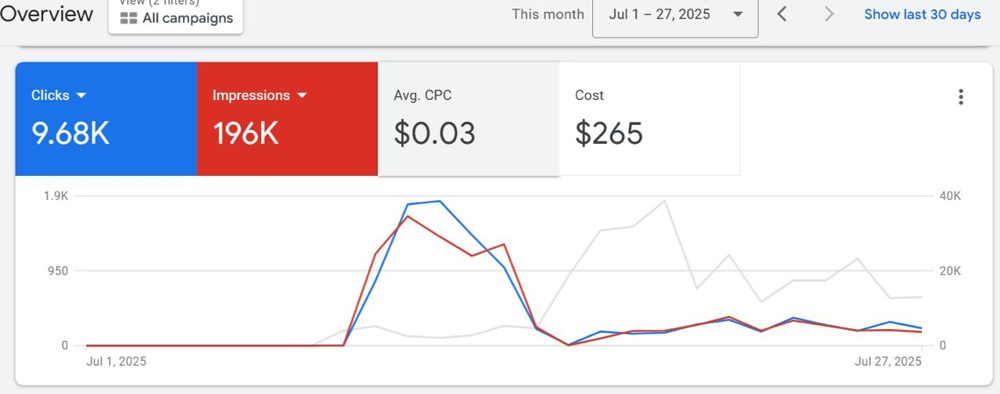 View (2 filters)
Overview
All campaigns
This month
Jul 1 – 27, 2025
Show last 30 days
Clicks
Impressions
Avg. CPC
Cost
9.68K
196K
$0.03
$265
1.9K
40K
950
20K
0
0
Jul 1, 2025
Jul 27, 2025